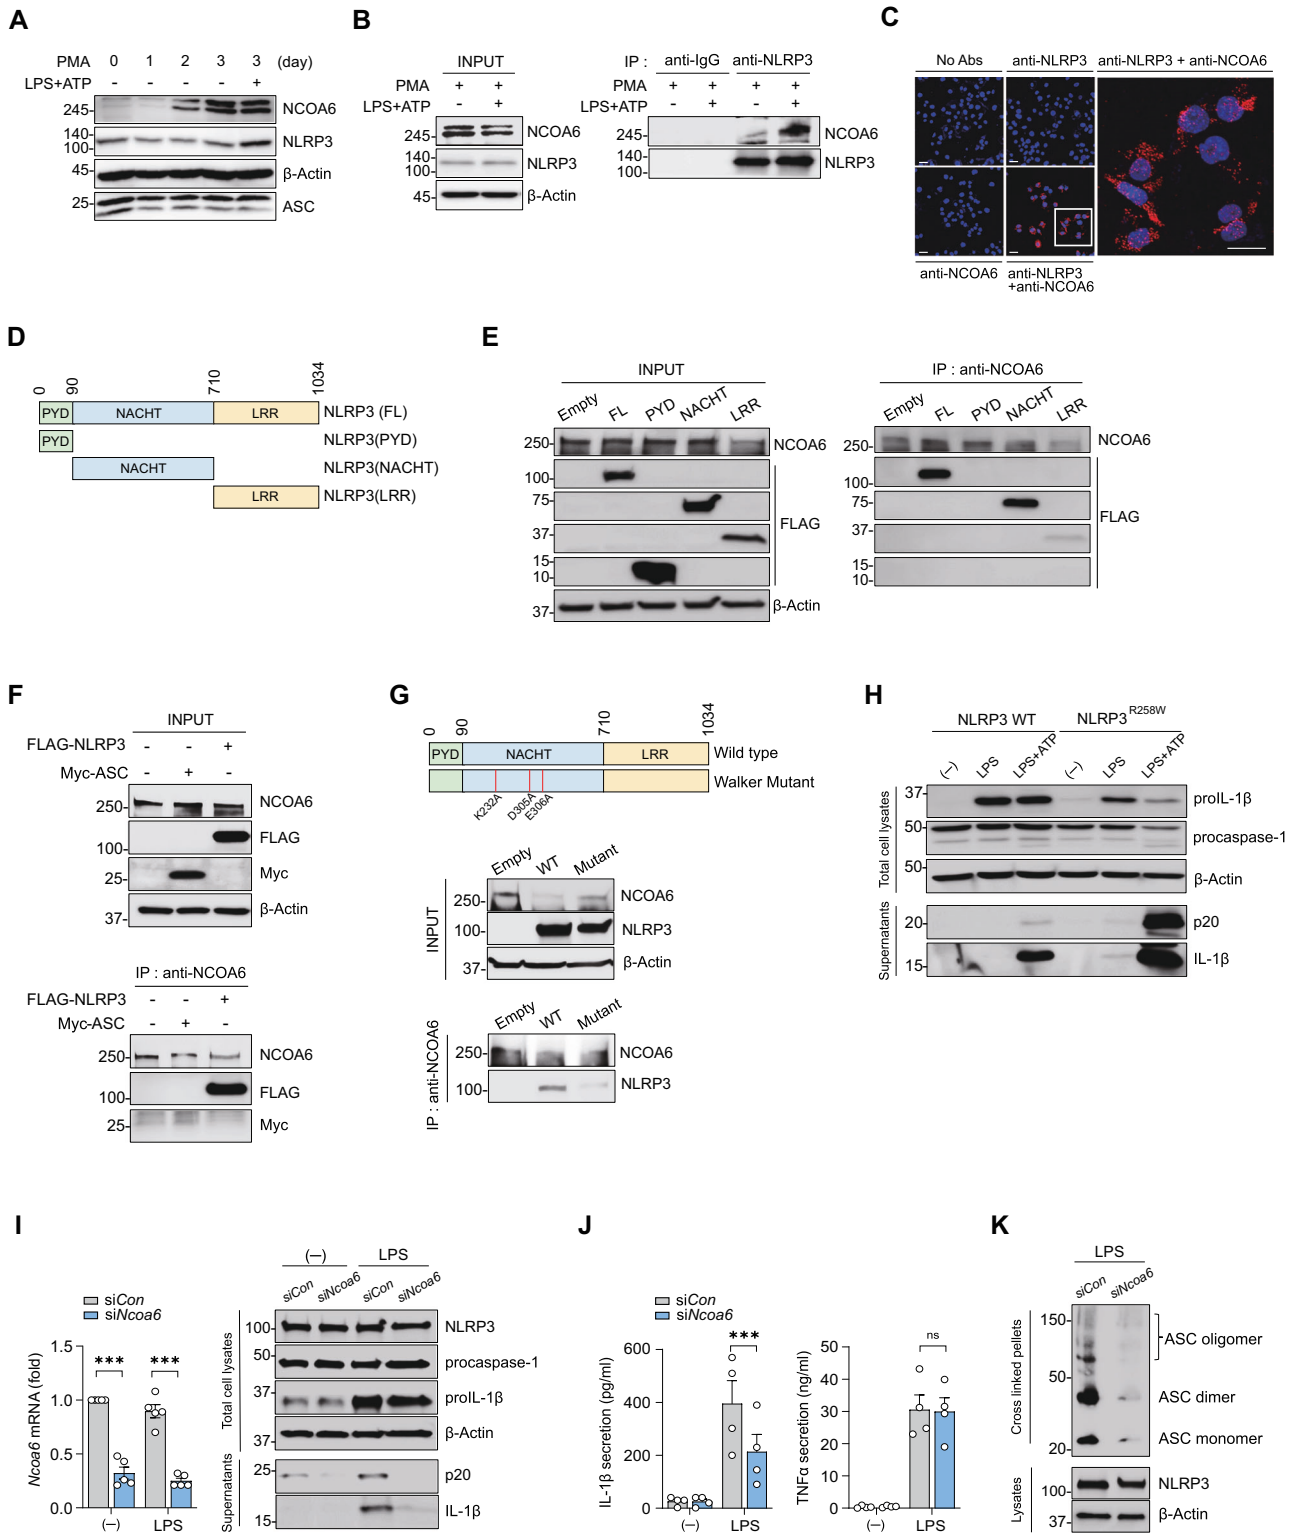 A
PMA 0 1 2 3 3 (day)
LPS+ATP - - - - +
245- NCOA6
140-
100- NLRP3
45- β-Actin
25- ASC
B
INPUT
PMA + +
LPS+ATP - +
245- NCOA6
140-
100- NLRP3
45- β-Actin
IP : anti-IgG anti-NLRP3
PMA + + + +
LPS+ATP - + - +
245- NCOA6
140-
100- NLRP3
C
No Abs anti-NLRP3 anti-NLRP3 + anti-NCOA6
anti-NCOA6 anti-NLRP3
+anti-NCOA6
D
0 90 710 1034
PYD NACHT LRR NLRP3 (FL)
PYD NLRP3(PYD)
NACHT NLRP3(NACHT)
LRR NLRP3(LRR)
E
INPUT
Empty FL PYD NACHT LRR
250- NCOA6
100-
75-
37-
15-
10-
FLAG
37- β-Actin
IP : anti-NCOA6
Empty FL PYD NACHT LRR
250- NCOA6
100-
75-
37-
15-
10-
FLAG
F
INPUT
FLAG-NLRP3 - - +
Myc-ASC - + -
250- NCOA6
100- FLAG
25- Myc
37- β-Actin
IP : anti-NCOA6
FLAG-NLRP3 - - +
Myc-ASC - + -
250- NCOA6
100- FLAG
25- Myc
G
0 90 710 1034
PYD NACHT LRR Wild type
Walker Mutant
K232A D305A E306A
Empty WT Mutant
INPUT
250- NCOA6
100- NLRP3
37- β-Actin
Empty WT Mutant
IP : anti-NCOA6
250- NCOA6
100- NLRP3
H
NLRP3 WT NLRP3R258W
(–) LPS LPS+ATP (–) LPS LPS+ATP
Total cell lysates
37- proIL-1β
50- procaspase-1
50- β-Actin
Supernatants
20- p20
15- IL-1β
I
siCon
siNcoa6
Ncoa6 mRNA (fold)
1.5
1.0
0.5
0.0
*** ***
(–) LPS
(–) LPS
siCon siNcoa6 siCon siNcoa6
Total cell lysates
100- NLRP3
50- procaspase-1
37- proIL-1β
37- β-Actin
Supernatants
25- p20
15- IL-1β
J
siCon
siNcoa6
IL-1β secretion (pg/ml)
600
400
200
0
***
(–) LPS
TNFα secretion (ng/ml)
50
40
30
20
10
0
ns
(–) LPS
K
LPS
siCon siNcoa6
Cross linked pellets
150-
ASC oligomer
50-
ASC dimer
ASC monomer
20-
Lysates
100- NLRP3
37- β-Actin